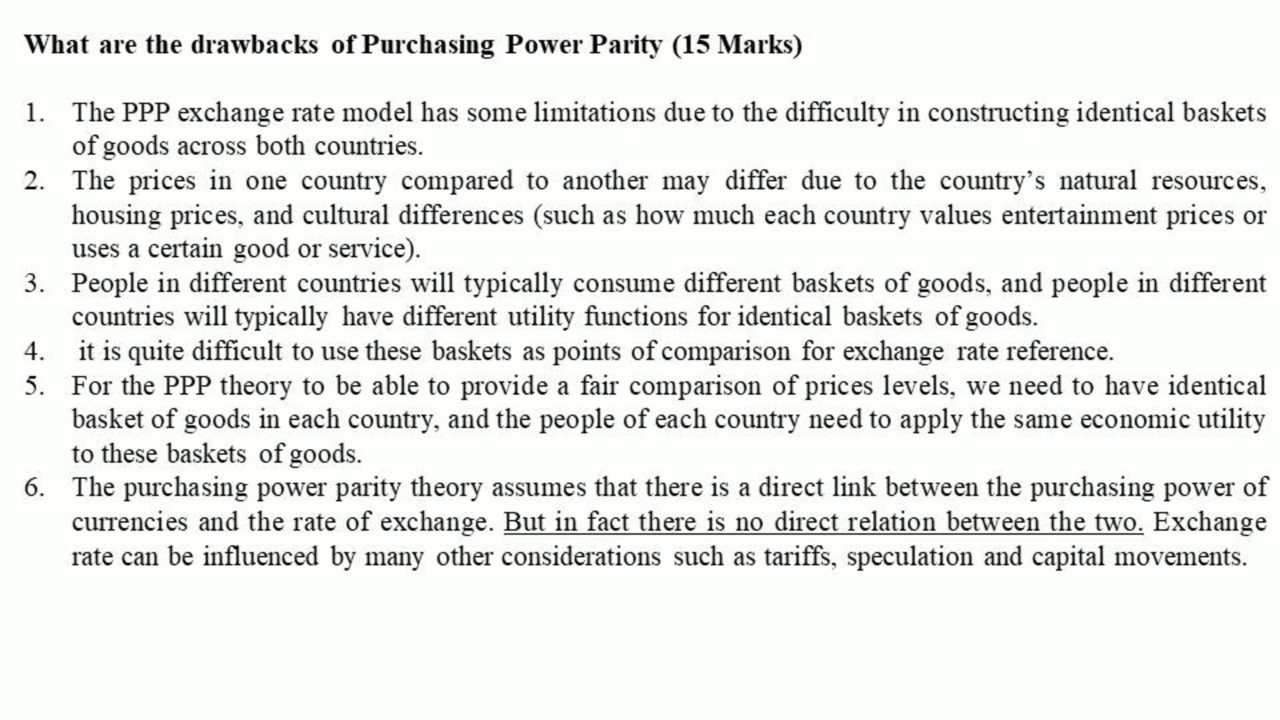 What are the drawbacks of Purchasing Power Parity (15 Marks)
1. The PPP exchange rate model has some limitations due to the difficulty in constructing identical baskets
of goods across both countries.
2. The prices in one country compared to another may differ due to the country’s natural resources,
housing prices, and cultural differences (such as how much each country values entertainment prices or
uses a certain good or service).
3. People in different countries will typically consume different baskets of goods, and people in different
countries will typically have different utility functions for identical baskets of goods.
4. it is quite difficult to use these baskets as points of comparison for exchange rate reference.
5. For the PPP theory to be able to provide a fair comparison of prices levels, we need to have identical
basket of goods in each country, and the people of each country need to apply the same economic utility
to these baskets of goods.
6. The purchasing power parity theory assumes that there is a direct link between the purchasing power of
currencies and the rate of exchange. But in fact there is no direct relation between the two. Exchange
rate can be influenced by many other considerations such as tariffs, speculation and capital movements.